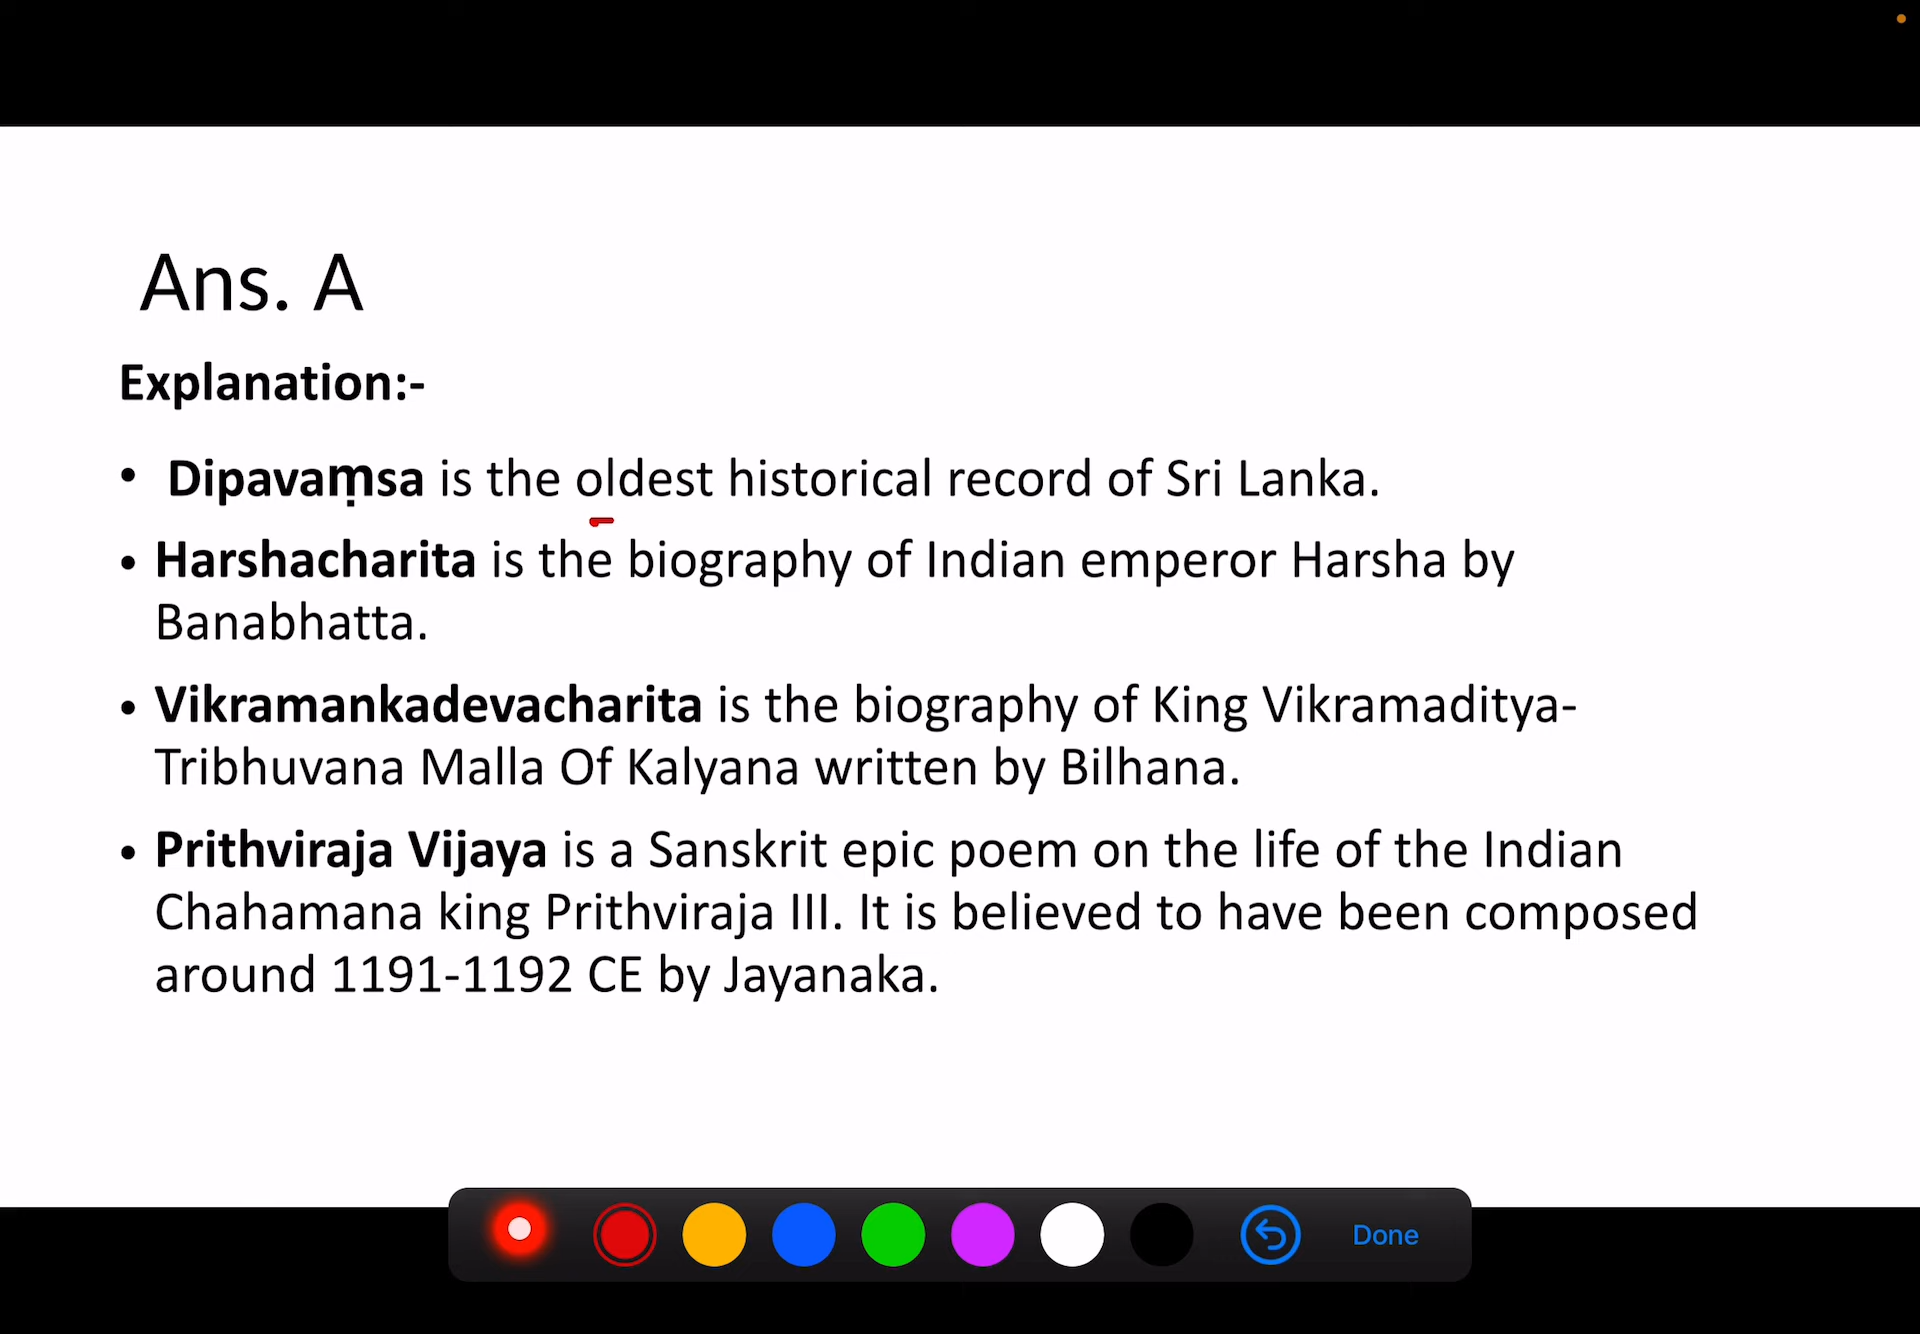 Ans. A
Explanation:-
• Dipavaṃsa is the oldest historical record of Sri Lanka.
• Harshacharita is the biography of Indian emperor Harsha by
Banabhatta.
• Vikramankadevacharita is the biography of King Vikramaditya-
Tribhuvana Malla Of Kalyana written by Bilhana.
• Prithviraja Vijaya is a Sanskrit epic poem on the life of the Indian
Chahamana king Prithviraja III. It is believed to have been composed
around 1191-1192 CE by Jayanaka.
Done